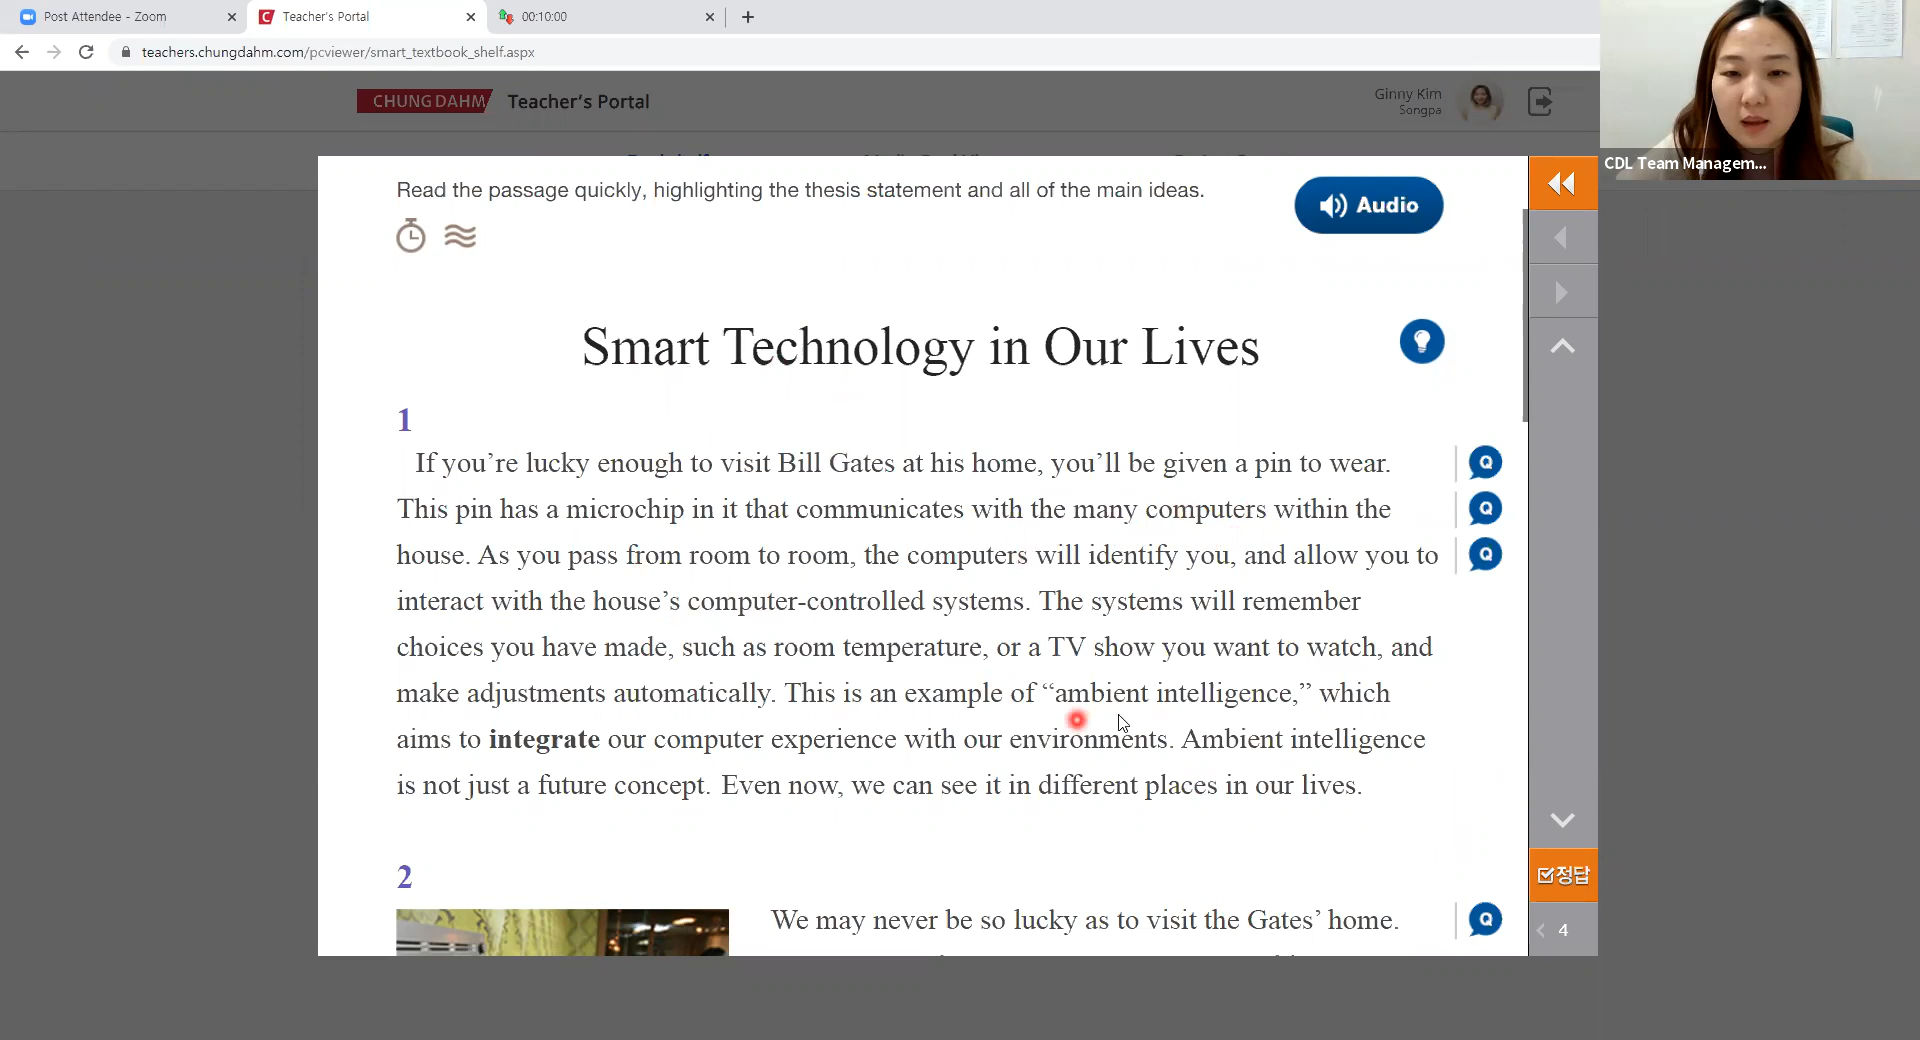 Post Attendee - Zoom
Teacher's Portal
00:10:00
teachers.chungdahm.com/pcviewer/smart_textbook_shelf.aspx
CHUNGDAHM
Teacher's Portal
Ginny Kim
Songpa
CDL Team Managem...
Read the passage quickly, highlighting the thesis statement and all of the main ideas.
Audio
Smart Technology in Our Lives
1
If you're lucky enough to visit Bill Gates at his home, you'll be given a pin to wear.
Q
This pin has a microchip in it that communicates with the many computers within the
Q
house. As you pass from room to room, the computers will identify you, and allow you to
Q
interact with the house's computer-controlled systems. The systems will remember
choices you have made, such as room temperature, or a TV show you want to watch, and
make adjustments automatically. This is an example of “ambient intelligence,” which
aims to integrate our computer experience with our environments. Ambient intelligence
is not just a future concept. Even now, we can see it in different places in our lives.
정답
2
We may never be so lucky as to visit the Gates' home.
Q
4